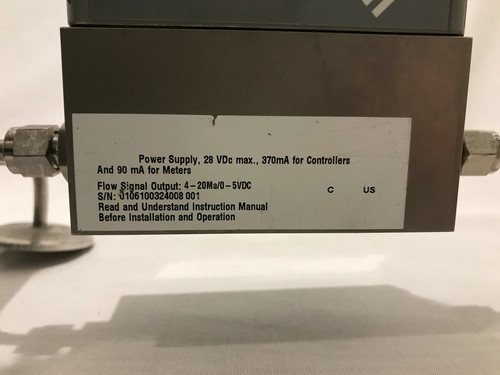 Power Supply, 28 VDc max., 370mA for Controllers
And 90 mA for Meters
Flow Signal Output: 4-20Ma/0-5VDC
C US
S/N: J106100324008 001
Read and Understand Instruction Manual
Before Installation and Operation